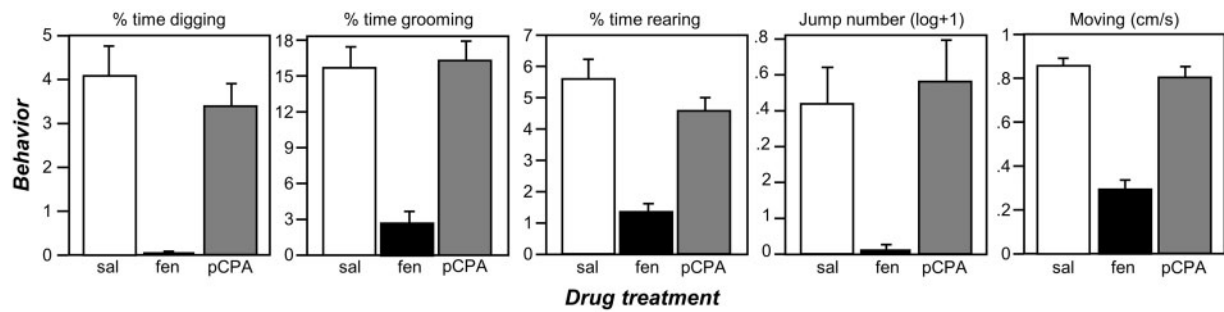 % time digging
5
4
3
2
1
0
sal fen pCPA
% time grooming
18
15
12
9
6
3
0
sal fen pCPA
% time rearing
7
6
5
4
3
2
1
0
sal fen pCPA
Jump number (log+1)
.8
.6
.4
.2
2
1
0
sal fen pCPA
Moving (cm/s)
1
.8
.6
.4
.2
0
sal fen pCPA
Behavior
Drug treatment